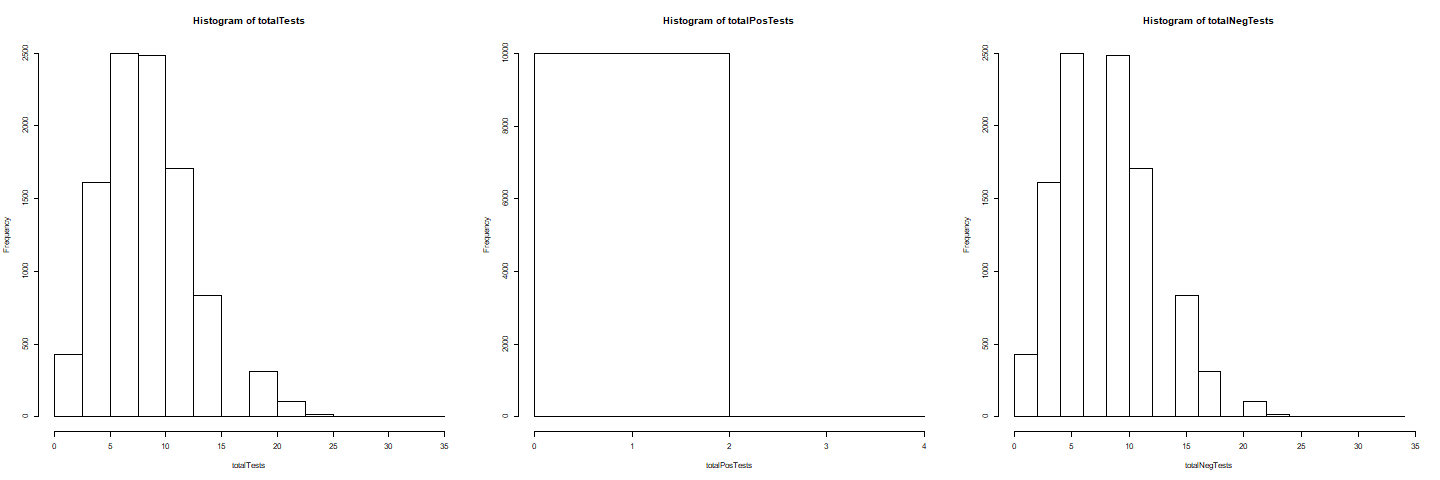 Histogram of totalTests
Frequency
2500
2000
1500
1000
500
0
0 5 10 15 20 25 30 35
totalTests
Histogram of totalPosTests
Frequency
10000
8000
6000
4000
2000
0
0 1 2 3 4
totalPosTests
Histogram of totalNegTests
Frequency
2500
2000
1500
1000
500
0
0 5 10 15 20 25 30 35
totalNegTests